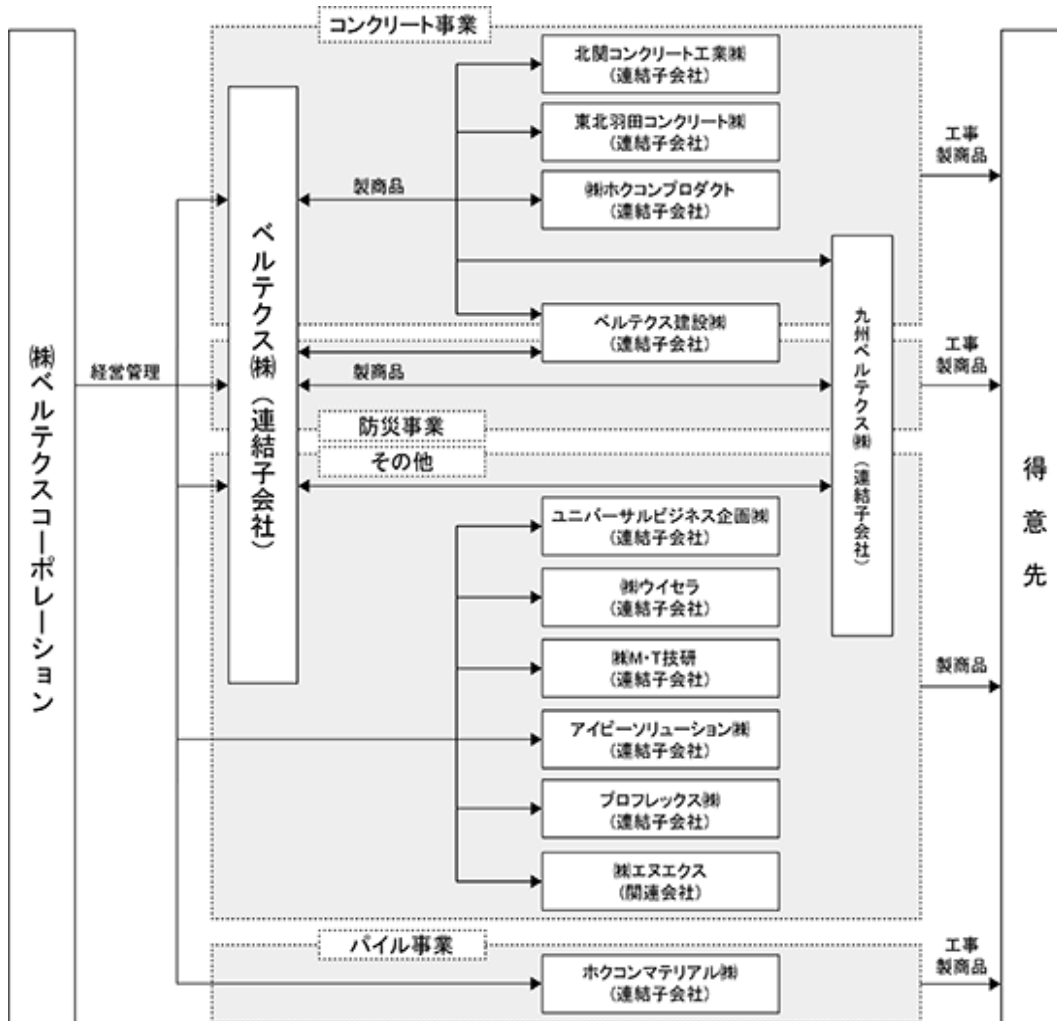 コンクリート事業
北関コンクリート工業㈱
(連結子会社)
東北羽田コンクリート㈱
(連結子会社)
工事
製商品
製商品
㈱ホクコンプロダクト
(連結子会社)
ベルテクス㈱(連結子会社)
ベルテクス建設㈱
(連結子会社)
九州ベルテクス㈱(連結子会社)
㈱ベルテクスコーポレーション
経営管理
製商品
工事
製商品
防災事業
その他
得意先
ユニバーサルビジネス企画㈱
(連結子会社)
㈱ウイセラ
(連結子会社)
㈱M・T技研
(連結子会社)
製商品
アイビーソリューション㈱
(連結子会社)
プロフレックス㈱
(連結子会社)
㈱エヌエクス
(関連会社)
パイル事業
工事
製商品
ホクコンマテリアル㈱
(連結子会社)